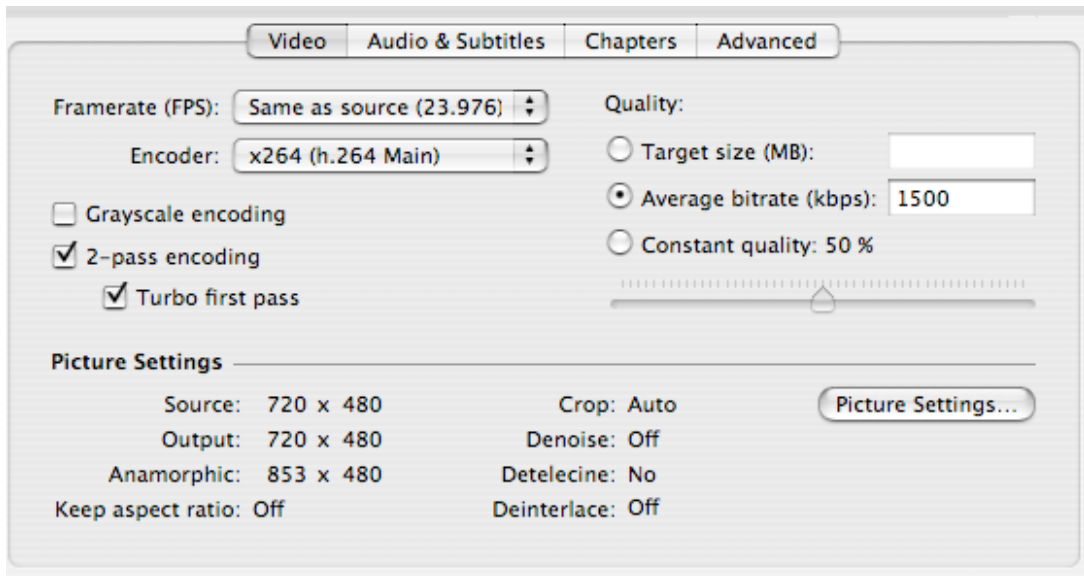 Video Audio & Subtitles Chapters Advanced
Framerate (FPS): Same as source (23.976)
Encoder: x264 (h.264 Main)
Grayscale encoding
2-pass encoding
Turbo first pass
Quality:
Target size (MB):
Average bitrate (kbps): 1500
Constant quality: 50 %
Picture Settings
Source: 720 x 480
Output: 720 x 480
Anamorphic: 853 x 480
Keep aspect ratio: Off
Crop: Auto
Denoise: Off
Detelecine: No
Deinterlace: Off
Picture Settings...